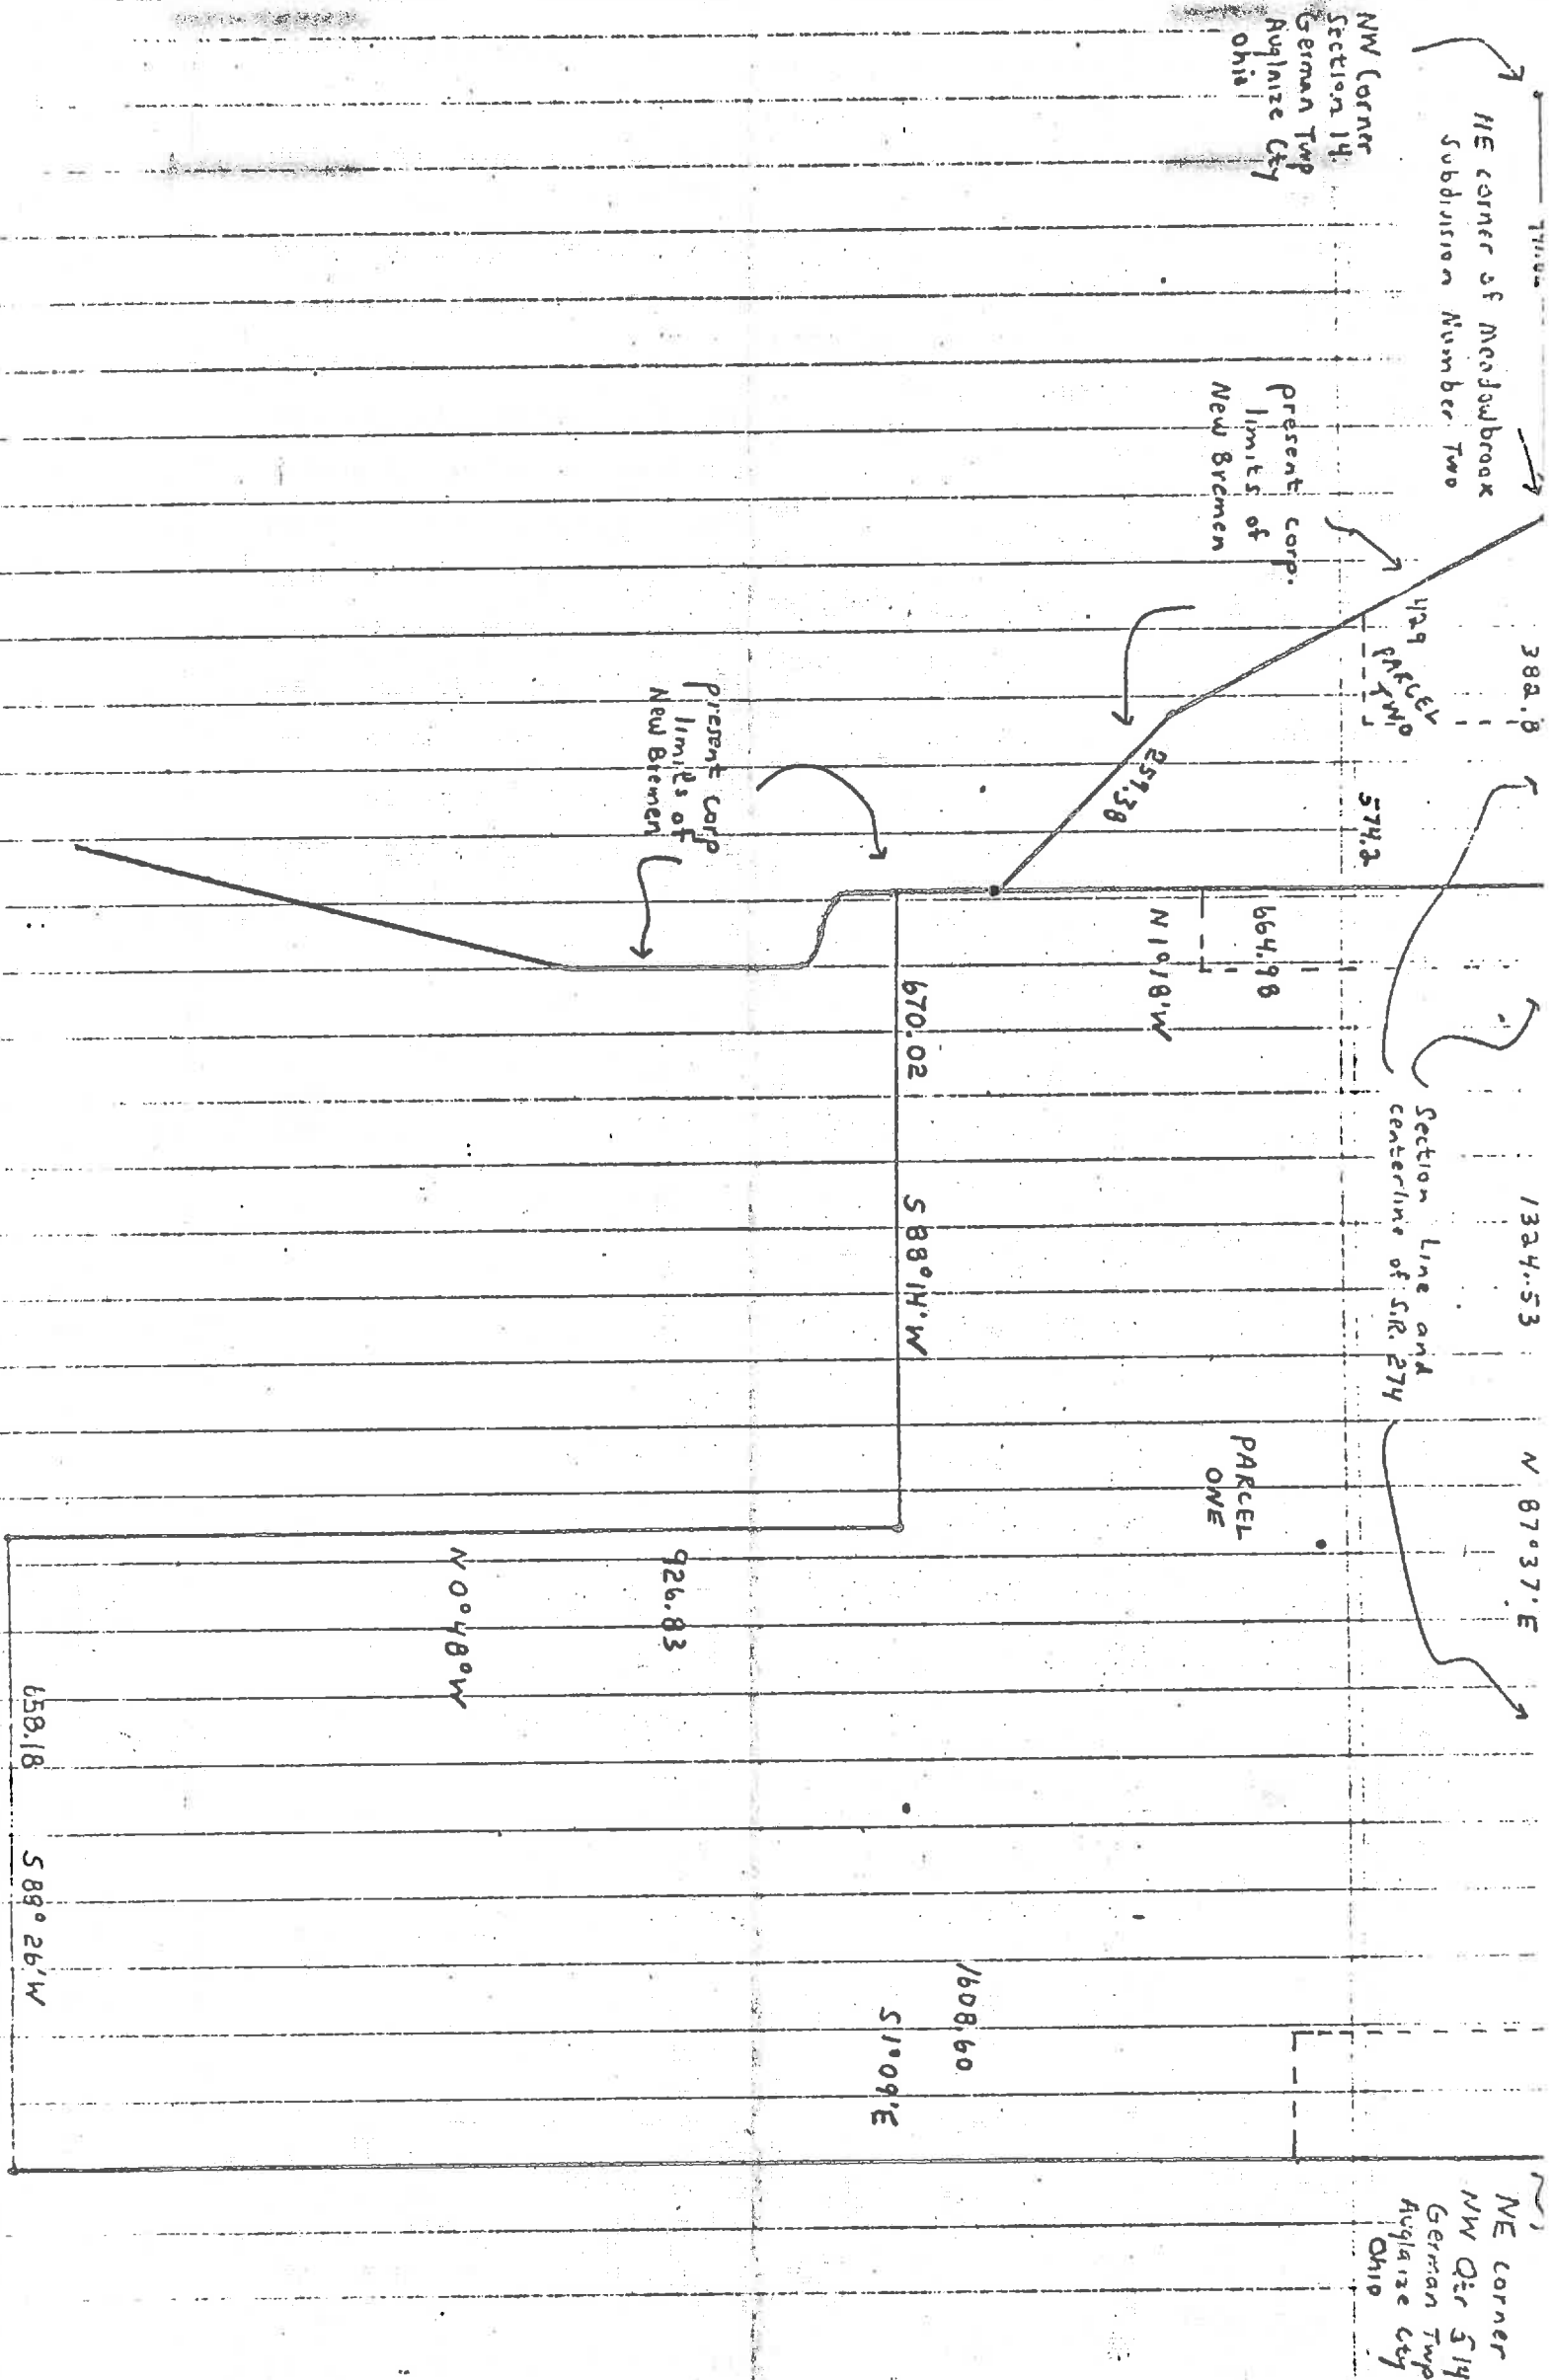 NW Corner
Section 14
German Twp
Auglaize Cty
Ohio
NE corner of Meadowbrook
Subdivision Number Two
382.8
1324.53
N 87°37'E
429
PARCEL
TWO
574.2
present corp.
limits of
New Bremen
259.38
664.98
N 1°18'W
Section Line and
centerline of S.R. 274
PARCEL
ONE
present corp
limits of
New Bremen
670.02
S 88°14'W
926.83
N 0°48°W
1608.60
S 1°09'E
658.18
S 88° 26'W
NE corner
NW Qtr S14
German Twp
Auglaize Cty
Ohio